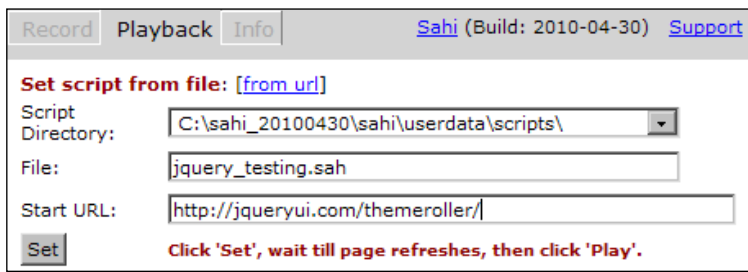 Record Playback Info Sahi (Build: 2010-04-30) Support
Set script from file: [from url]
Script Directory: C:\sahi_20100430\sahi\userdata\scripts\
File: jquery_testing.sah
Start URL: http://jqueryui.com/themeroller/
Set Click 'Set', wait till page refreshes, then click 'Play'.